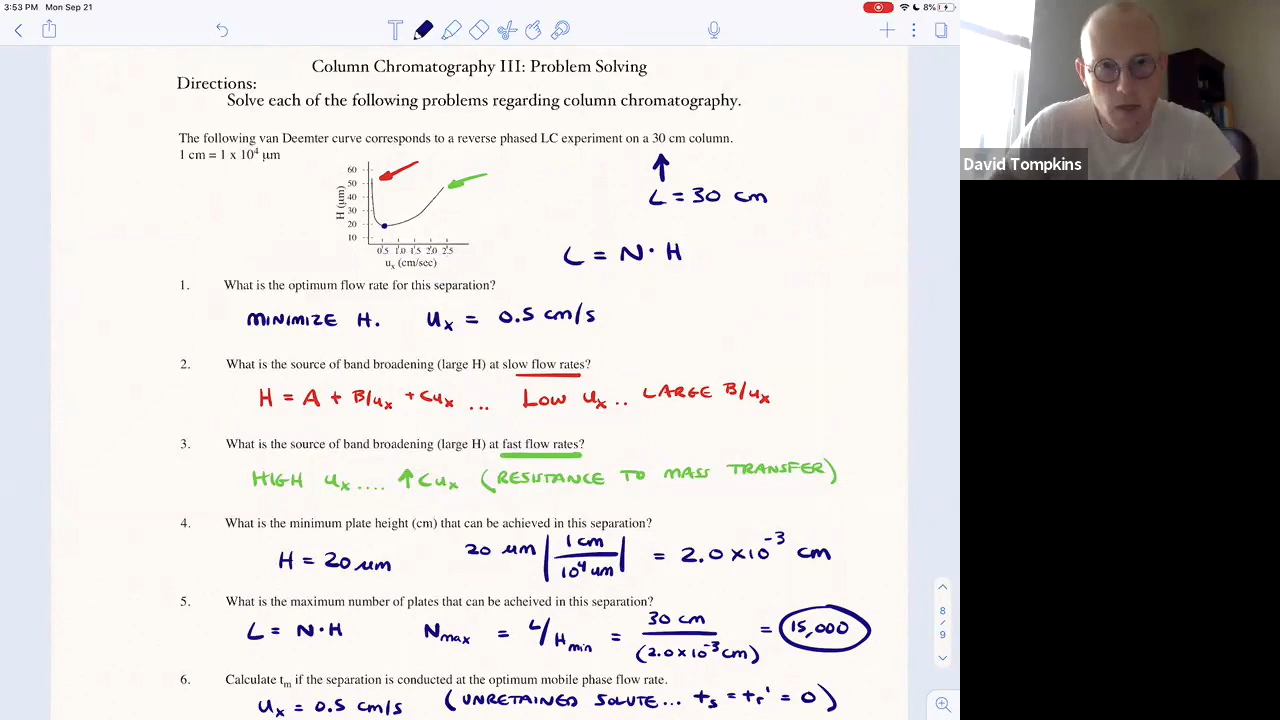 3:53 PM Mon Sep 21
8%
T
Column Chromatography III: Problem Solving
Directions:
Solve each of the following problems regarding column chromatography.
The following van Deemter curve corresponds to a reverse phased LC experiment on a 30 cm column.
1 cm = 1 x 10⁴ μm
60
50
40
30
20
10
H (μm)
0.5 1.0 1.5 2.0 2.5
uₓ (cm/sec)
L = 30 cm
L = N · H
1. What is the optimum flow rate for this separation?
MINIMIZE H. uₓ = 0.5 cm/s
2. What is the source of band broadening (large H) at slow flow rates?
H = A + B/uₓ + Cuₓ ... LOW uₓ .. LARGE B/uₓ
3. What is the source of band broadening (large H) at fast flow rates?
HIGH uₓ .... ↑Cuₓ (RESISTANCE TO MASS TRANSFER)
4. What is the minimum plate height (cm) that can be achieved in this separation?
H = 20 um 20 um | 1 cm / 10⁴ um | = 2.0 x 10⁻³ cm
5. What is the maximum number of plates that can be acheived in this separation?
L = N·H Nmax = L/Hmin = 30 cm / (2.0 x 10⁻³ cm) = 15,000
6. Calculate tₘ if the separation is conducted at the optimum mobile phase flow rate.
uₓ = 0.5 cm/s (UNRETAINED SOLUTE... tₛ = tᵣ' = 0)
8
/
9
David Tompkins